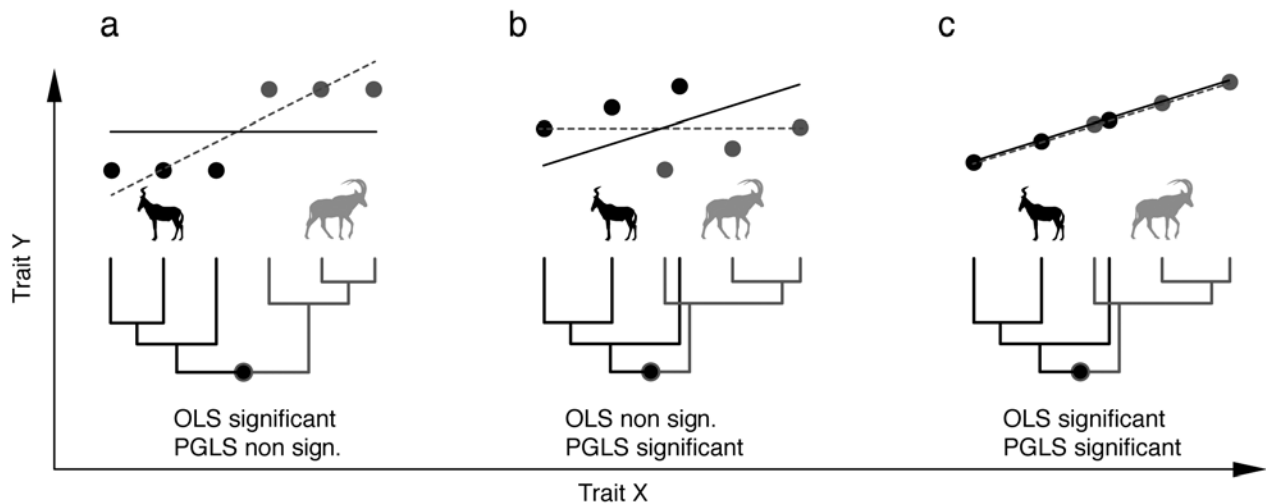 a
b
c
Trait Y
OLS significant
PGLS non sign.
OLS non sign.
PGLS significant
OLS significant
PGLS significant
Trait X